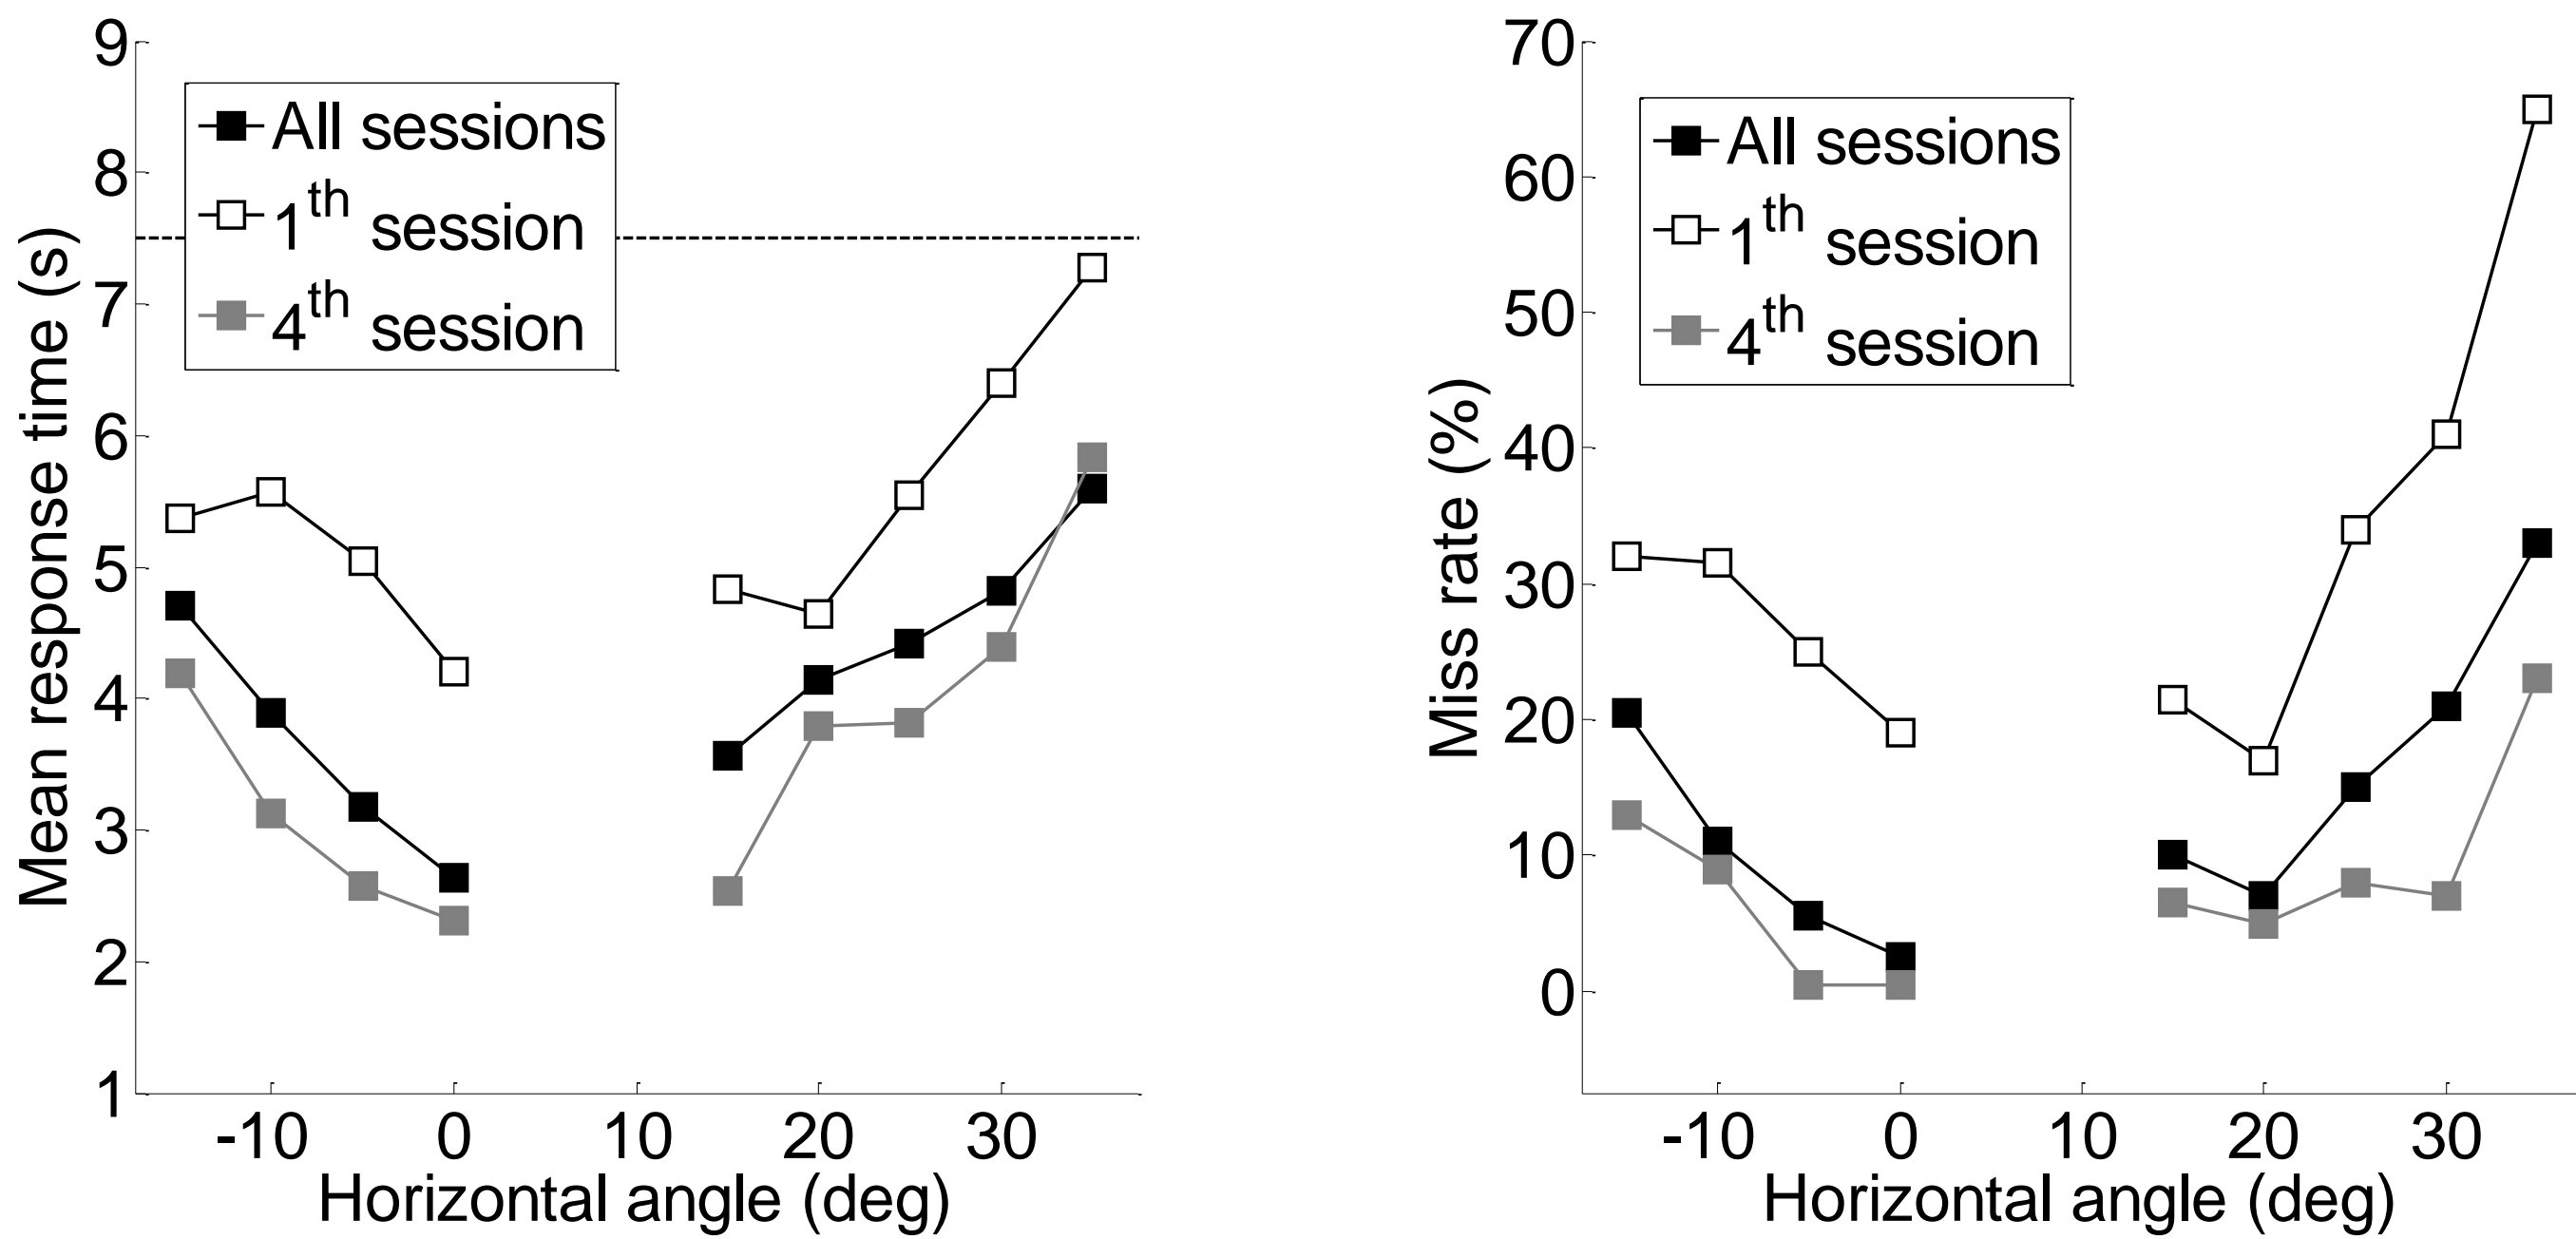 9
8
7
6
5
4
3
2
1
Mean response time (s)
All sessions
1th session
4th session
-10 0 10 20 30
Horizontal angle (deg)
70
60
50
40
30
20
10
0
Miss rate (%)
All sessions
1th session
4th session
-10 0 10 20 30
Horizontal angle (deg)